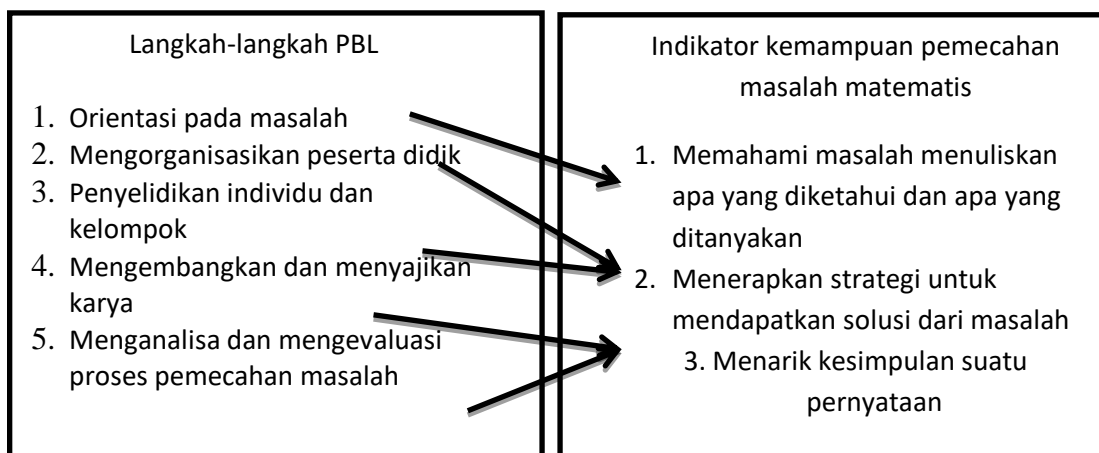 Langkah-langkah PBL
1. Orientasi pada masalah
2. Mengorganisasikan peserta didik
3. Penyelidikan individu dan
kelompok
4. Mengembangkan dan menyajikan
karya
5. Menganalisa dan mengevaluasi
proses pemecahan masalah
Indikator kemampuan pemecahan
masalah matematis
1. Memahami masalah menuliskan
apa yang diketahui dan apa yang
ditanyakan
2. Menerapkan strategi untuk
mendapatkan solusi dari masalah
3. Menarik kesimpulan suatu
pernyataan